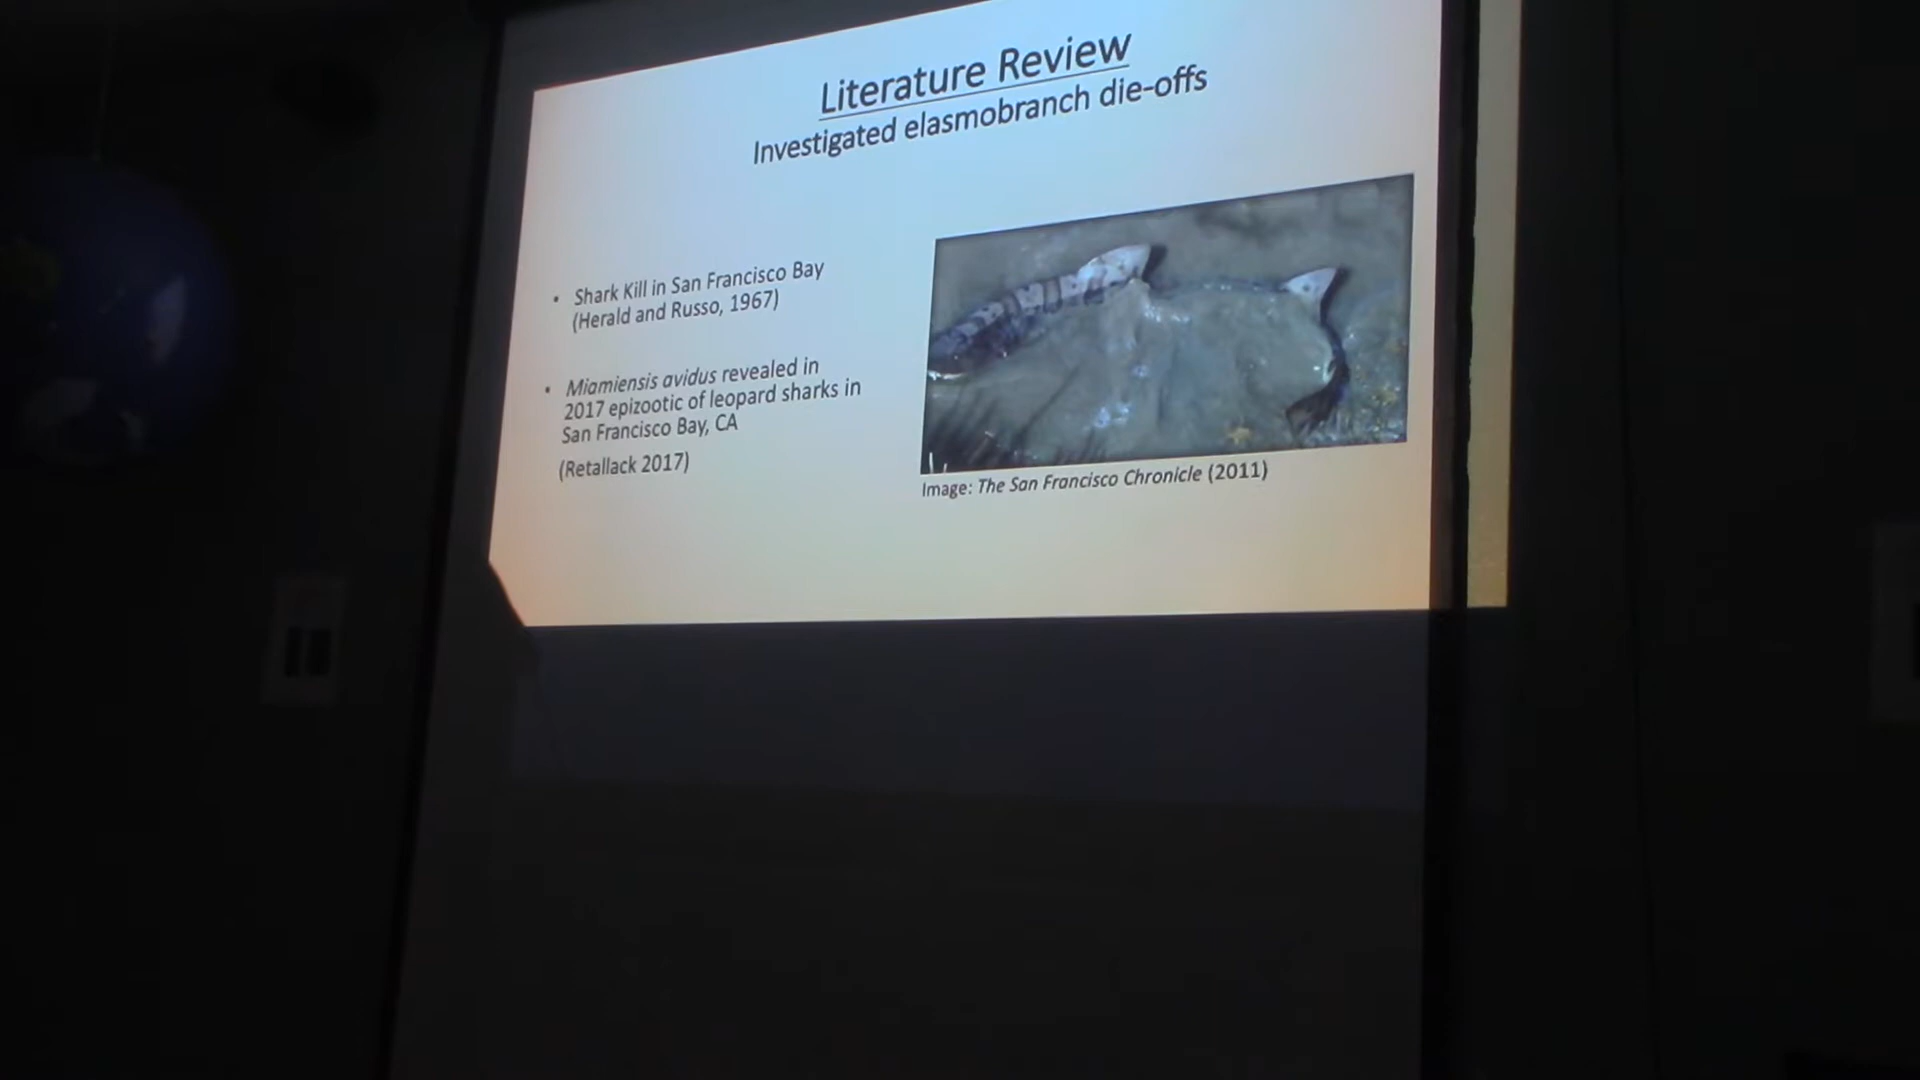 Literature Review
Investigated elasmobranch die-offs
• Shark Kill in San Francisco Bay
(Herald and Russo, 1967)
• Miamiensis avidus revealed in
2017 epizootic of leopard sharks in
San Francisco Bay, CA
(Retallack 2017)
Image: The San Francisco Chronicle (2011)